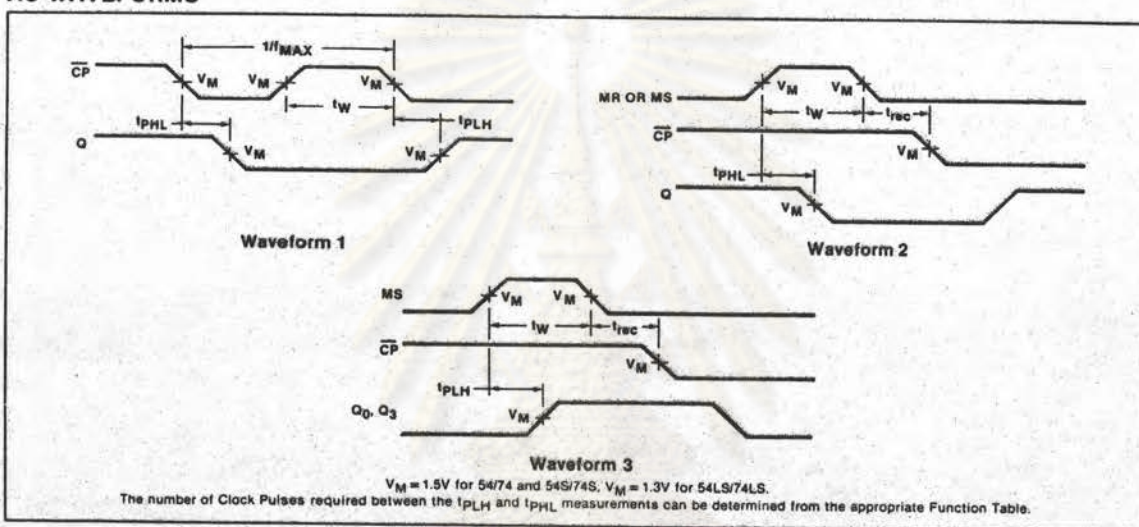 1/fMAX
CP VM VM VM
tW
tPHL tPLH
Q VM VM
Waveform 1
MR OR MS VM VM
tW trec
CP VM
tPHL
Q VM
Waveform 2
MS VM VM
tW trec
CP VM
tPLH
Q0, Q3 VM
Waveform 3
VM = 1.5V for 54/74 and 54S/74S, VM = 1.3V for 54LS/74LS.
The number of Clock Pulses required between the tPLH and tPHL measurements can be determined from the appropriate Function Table.